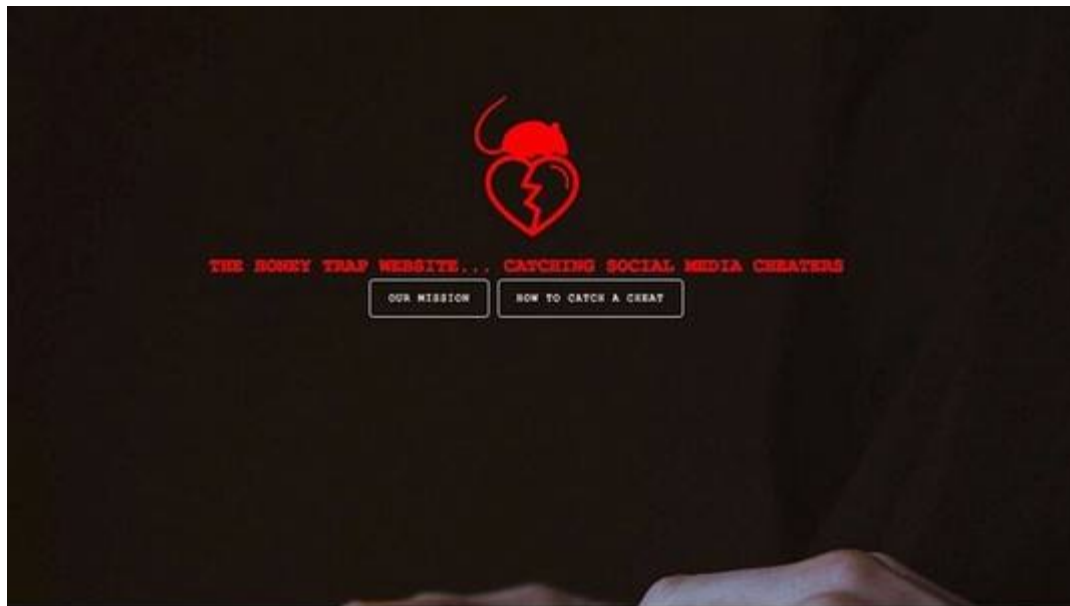 THE HONEY TRAP WEBSITE... CATCHING SOCIAL MEDIA CHEATERS
OUR MISSION HOW TO CATCH A CHEAT